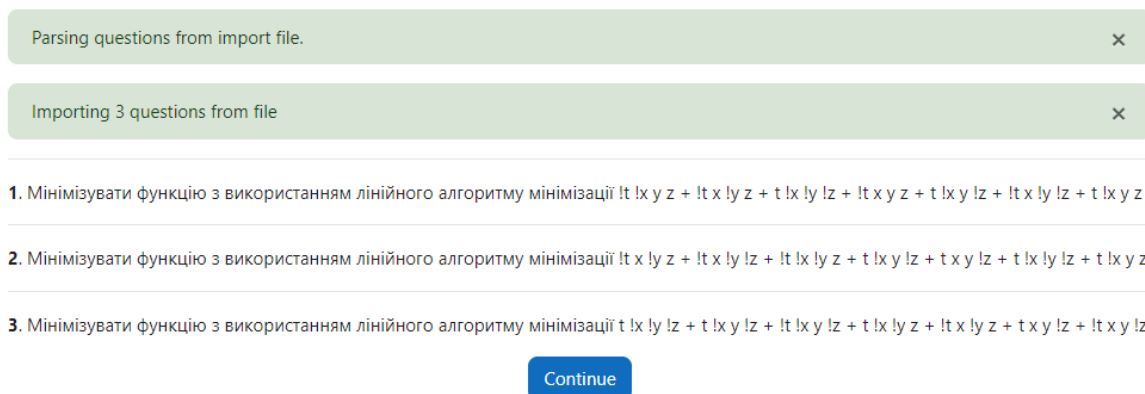 Parsing questions from import file. ×
Importing 3 questions from file ×
1. Мінімізувати функцію з використанням лінійного алгоритму мінімізації !t !x y z + !t x !y z + t !x !y !z + !t x y z + t !x y !z + !t x !y !z + t !x y z
2. Мінімізувати функцію з використанням лінійного алгоритму мінімізації !t x !y z + !t x !y !z + !t !x !y z + t !x y !z + t x y !z + t !x !y !z + t !x y z
3. Мінімізувати функцію з використанням лінійного алгоритму мінімізації t !x !y !z + t !x y !z + !t !x y !z + t !x !y z + !t x !y z + t x y !z + !t x y !z
Continue